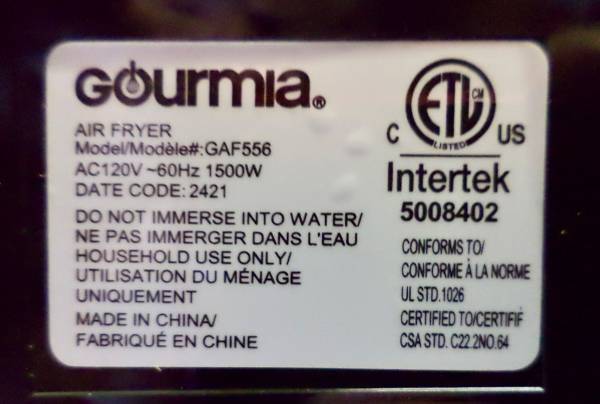 Gourmia®
AIR FRYER
Model/Modèle#:GAF556
AC120V ~60Hz 1500W
DATE CODE: 2421
DO NOT IMMERSE INTO WATER/
NE PAS IMMERGER DANS L'EAU
HOUSEHOLD USE ONLY/
UTILISATION DU MÉNAGE
UNIQUEMENT
MADE IN CHINA/
FABRIQUÉ EN CHINE
ETL CM
LISTED
C US
Intertek
5008402
CONFORMS TO/
CONFORME À LA NORME
UL STD.1026
CERTIFIED TO/CERTIFIÉ
CSA STD. C22.2NO.64